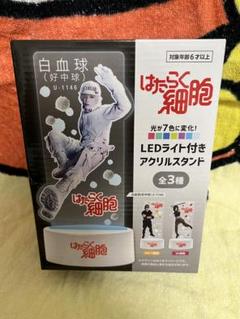 白血球
(好中球)
U-1146
はたらく細胞
対象年齢6才以上
はたらく細胞
光が7色に変化!
LEDライト付き
アクリルスタンド
全3種